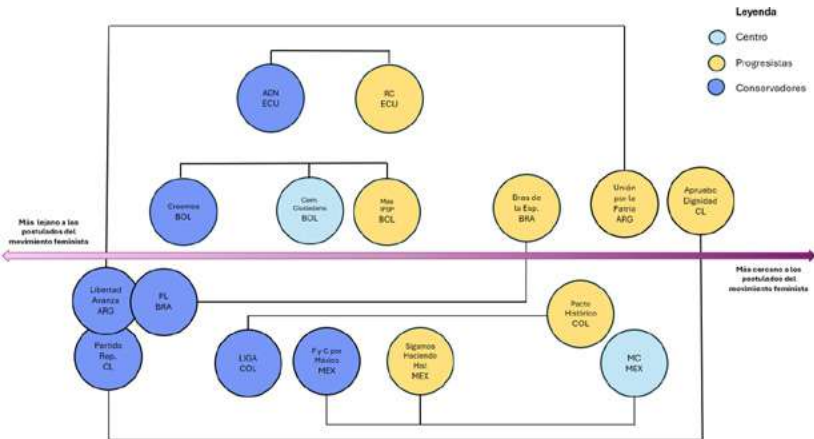 Leyenda
Centro
Progresistas
Conservadores
ADN
ECU
RC
ECU
Creemos
BOL
Com.
Ciudadana
BOL
Mas
IPSP
BOL
Bras de
la Esp.
BRA
Unión
por la
Patria
ARG
Apruebo
Dignidad
CL
Más lejano a los
postulados del
movimiento feminista
Más cercano a los
postulados del
movimiento feminista
Libertad
Avanza
ARG
PL
BRA
Partido
Rep.
CL
LIGA
COL
F y C por
México
MEX
Sigamos
Haciendo
Hist
MEX
Pacto
Histórico
COL
MC
MEX